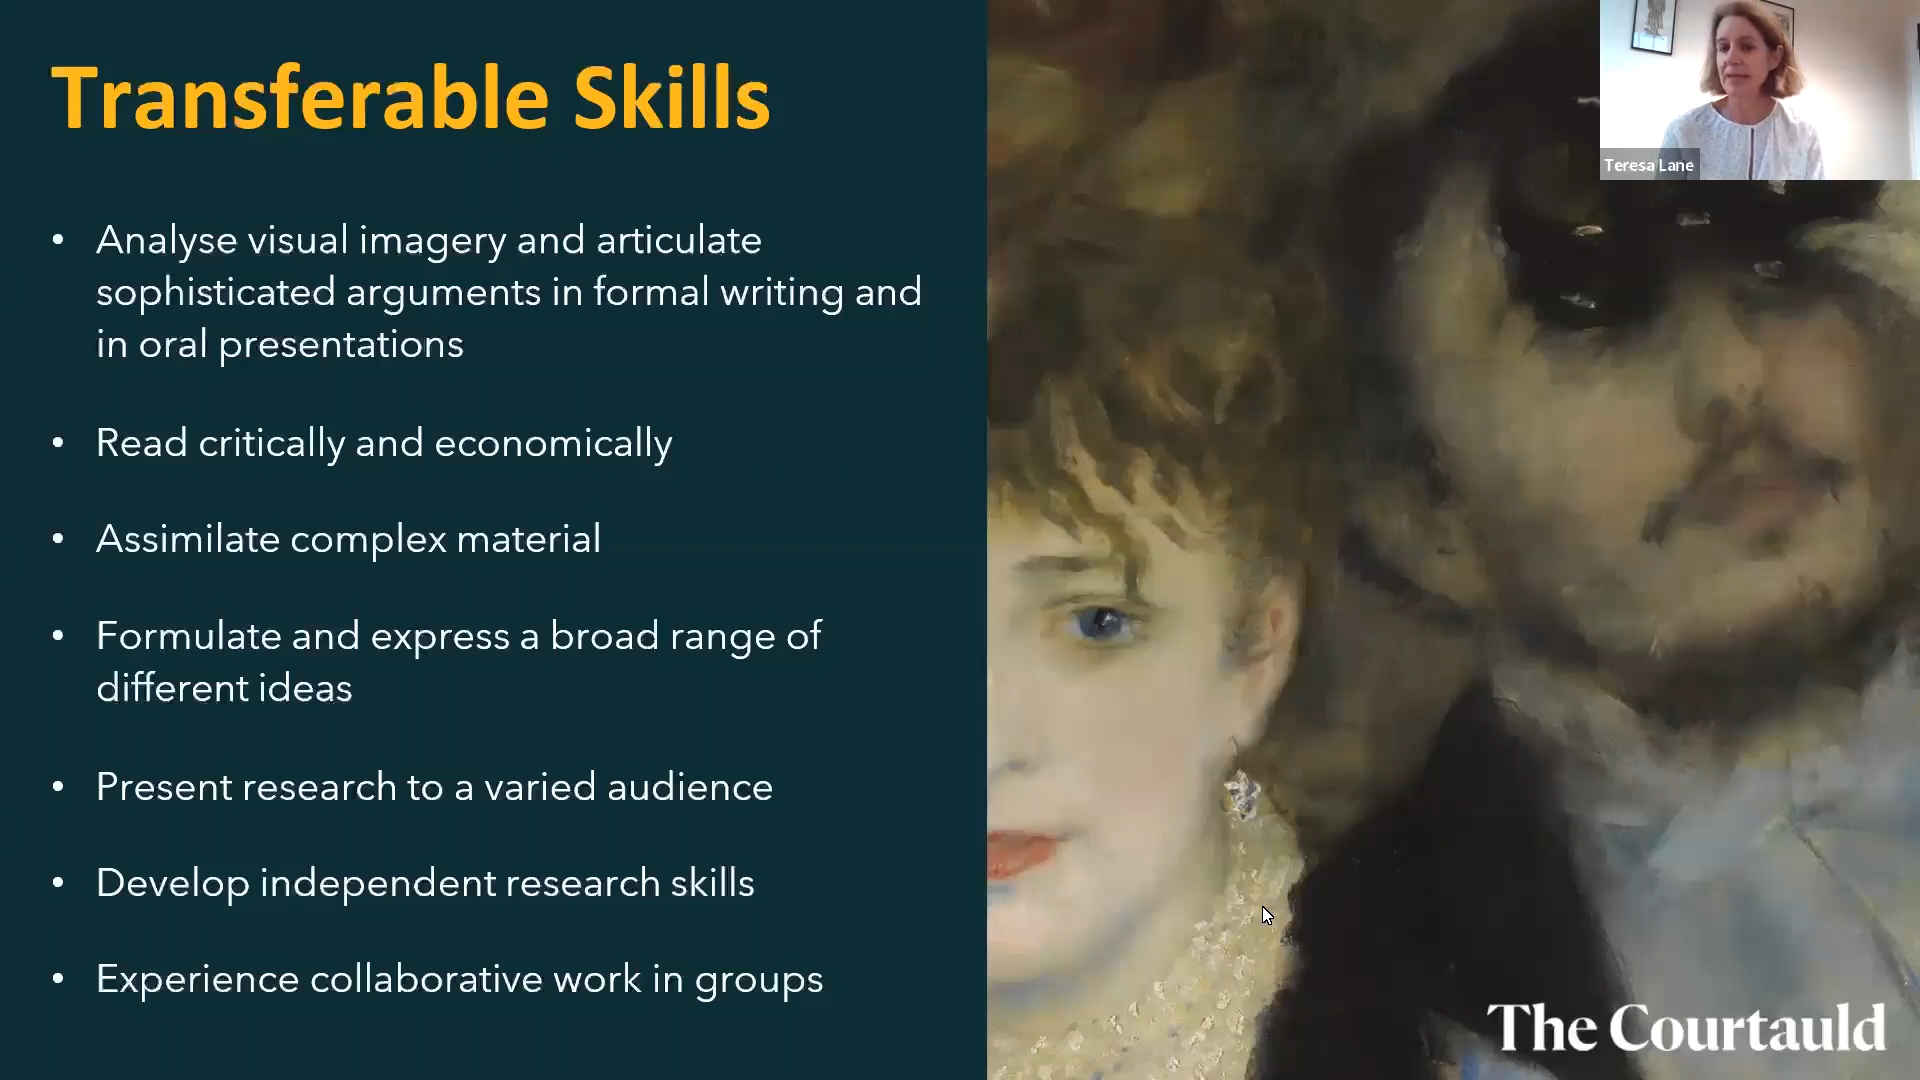 Transferable Skills
• Analyse visual imagery and articulate
sophisticated arguments in formal writing and
in oral presentations
• Read critically and economically
• Assimilate complex material
• Formulate and express a broad range of
different ideas
• Present research to a varied audience
• Develop independent research skills
• Experience collaborative work in groups
Teresa Lane
The Courtauld